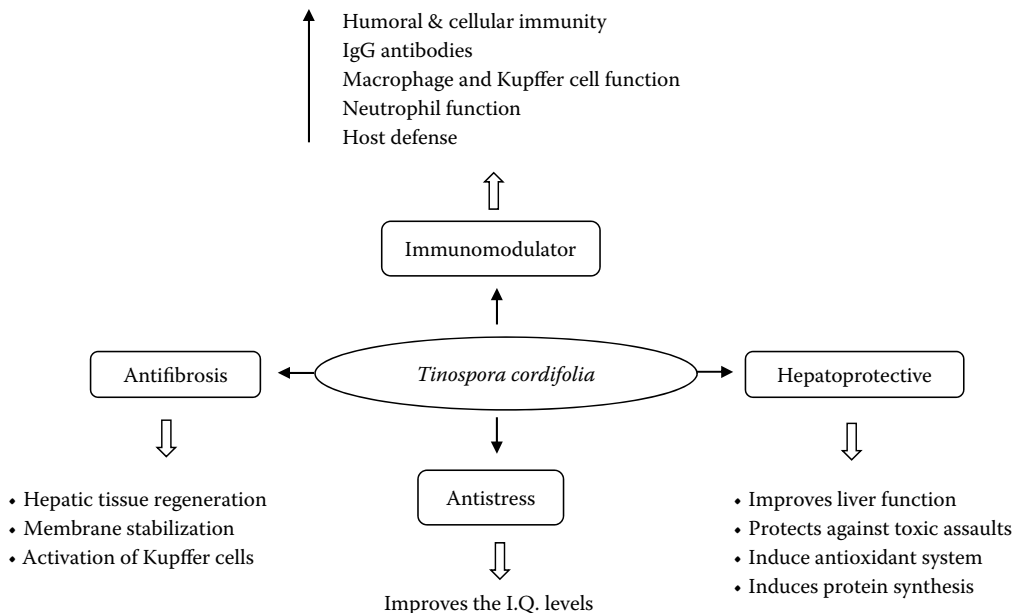 Humoral & cellular immunity
IgG antibodies
Macrophage and Kupffer cell function
Neutrophil function
Host defense
Immunomodulator
Antifibrosis
Tinospora cordifolia
Hepatoprotective
• Hepatic tissue regeneration
• Membrane stabilization
• Activation of Kupffer cells
Antistress
Improves the I.Q. levels
• Improves liver function
• Protects against toxic assaults
• Induce antioxidant system
• Induces protein synthesis